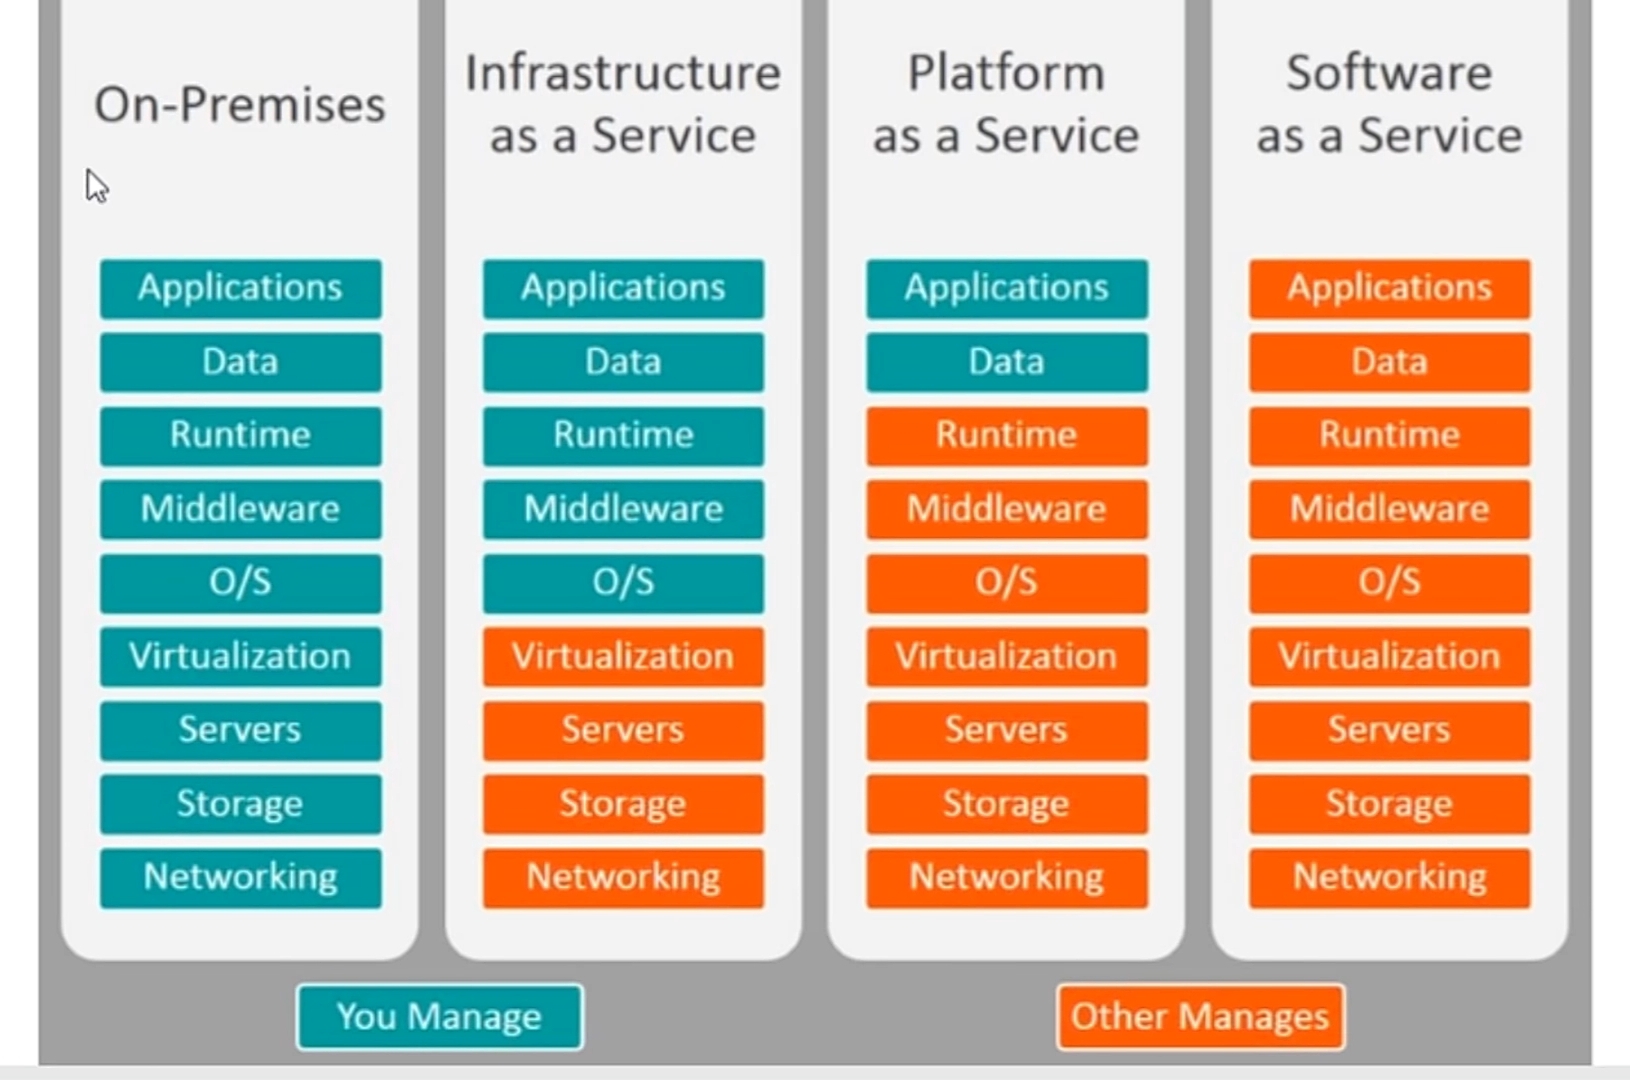 On-Premises
Applications
Data
Runtime
Middleware
O/S
Virtualization
Servers
Storage
Networking
Infrastructure
as a Service
Applications
Data
Runtime
Middleware
O/S
Virtualization
Servers
Storage
Networking
Platform
as a Service
Applications
Data
Runtime
Middleware
O/S
Virtualization
Servers
Storage
Networking
Software
as a Service
Applications
Data
Runtime
Middleware
O/S
Virtualization
Servers
Storage
Networking
You Manage
Other Manages